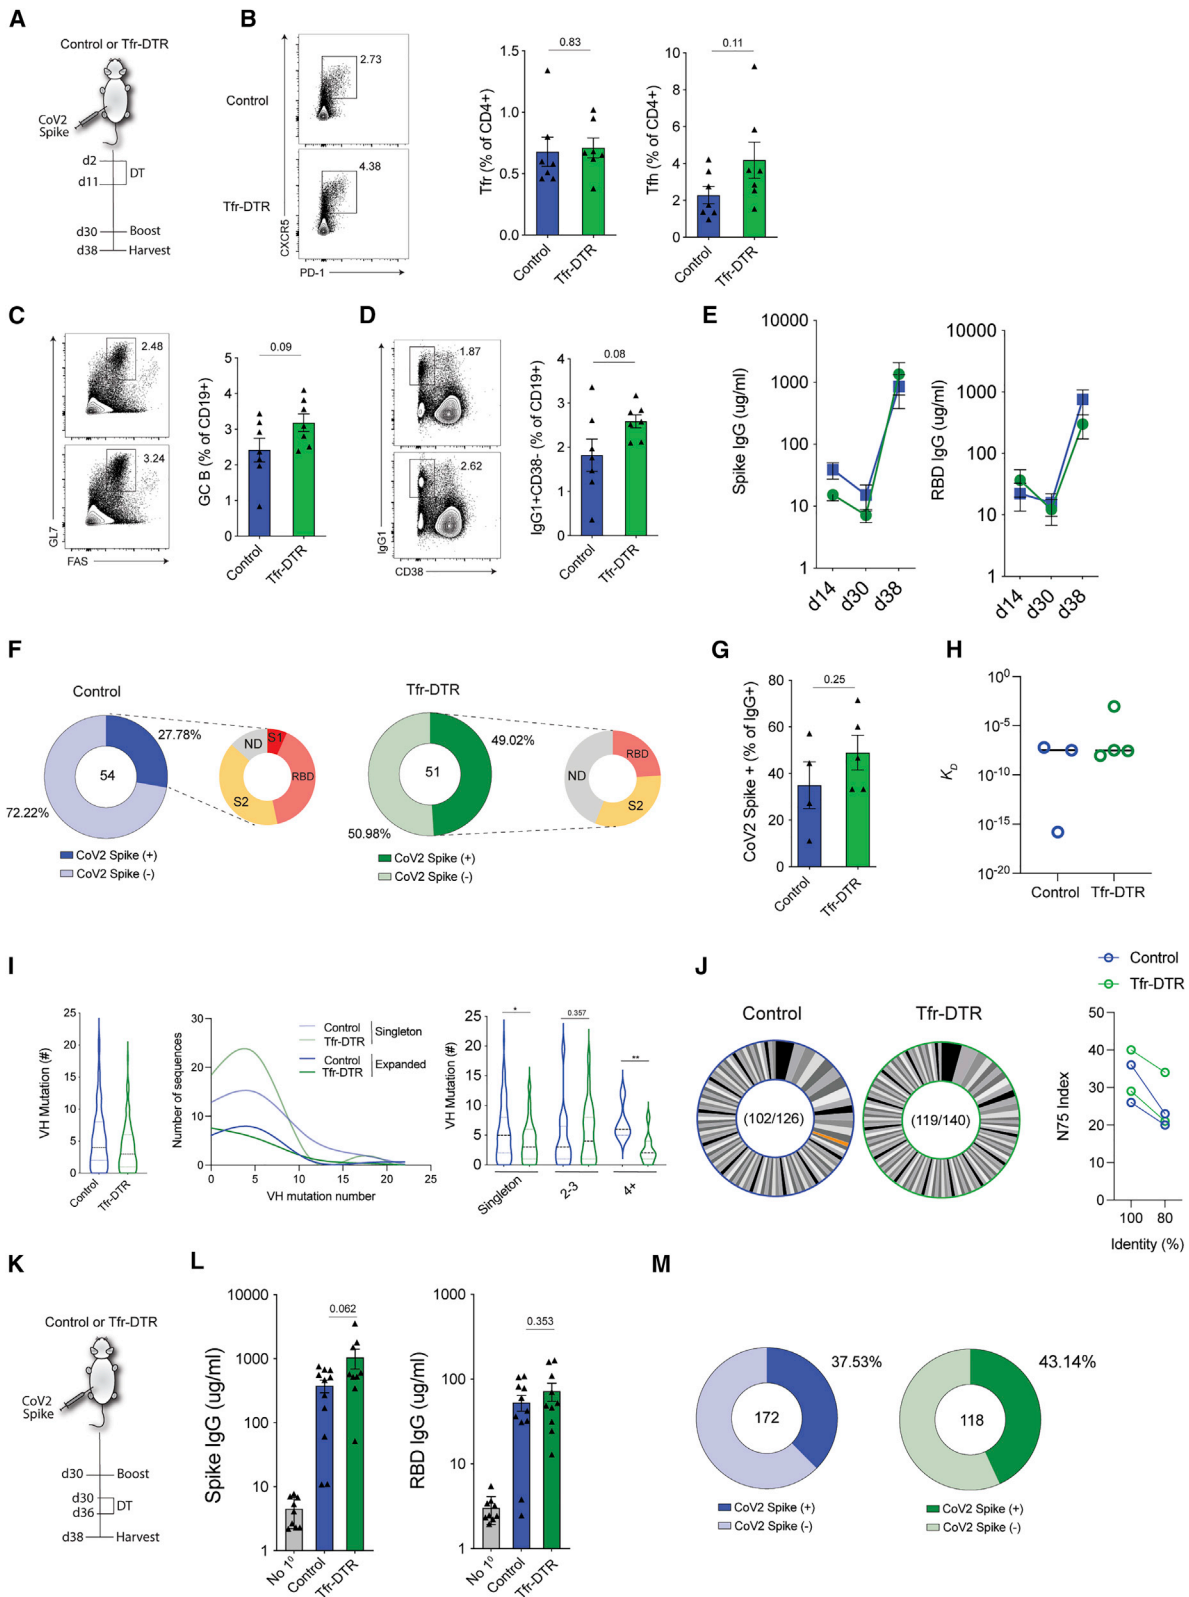 A
Control or Tfr-DTR
CoV2
Spike
d2
d11
DT
d30
Boost
d38
Harvest
B
Control
2.73
Tfr-DTR
4.38
CXCR5
PD-1
Tfr (% of CD4+)
1.5
1.0
0.5
0.0
0.83
Control
Tfr-DTR
Tfh (% of CD4+)
10
8
6
4
2
0
0.11
Control
Tfr-DTR
C
2.48
3.24
GL7
FAS
GC B (% of CD19+)
5
4
3
2
1
0
0.09
Control
Tfr-DTR
D
1.87
2.62
IgG1
CD38
IgG1+CD38- (% of CD19+)
4
3
2
1
0
0.08
Control
Tfr-DTR
E
Spike IgG (ug/ml)
10000
1000
100
10
1
d14
d30
d38
RBD IgG (ug/ml)
10000
1000
100
10
1
d14
d30
d38
F
Control
54
27.78%
72.22%
CoV2 Spike (+)
CoV2 Spike (-)
ND
S1
RBD
S2
Tfr-DTR
51
49.02%
50.98%
CoV2 Spike (+)
CoV2 Spike (-)
ND
RBD
S2
G
CoV2 Spike + (% of IgG+)
80
60
40
20
0
0.25
Control
Tfr-DTR
H
K_D
10^0
10^-5
10^-10
10^-15
10^-20
Control
Tfr-DTR
I
VH Mutation (#)
25
20
15
10
5
0
Control
Tfr-DTR
Number of sequences
30
20
10
0
0
5
10
15
20
25
VH mutation number
Control
Tfr-DTR
Singleton
Control
Tfr-DTR
Expanded
VH Mutation (#)
25
20
15
10
5
0
*
0.357
**
Singleton
2-3
4+
J
Control
(102/126)
Tfr-DTR
(119/140)
Control
Tfr-DTR
N75 Index
50
40
30
20
10
0
100
80
Identity (%)
K
Control or Tfr-DTR
CoV2
Spike
d30
Boost
d30
d36
DT
d38
Harvest
L
Spike IgG (ug/ml)
10000
1000
100
10
1
0.062
No 1⁰
Control
Tfr-DTR
RBD IgG (ug/ml)
1000
100
10
1
0.353
No 1⁰
Control
Tfr-DTR
M
172
37.53%
CoV2 Spike (+)
CoV2 Spike (-)
118
43.14%
CoV2 Spike (+)
CoV2 Spike (-)